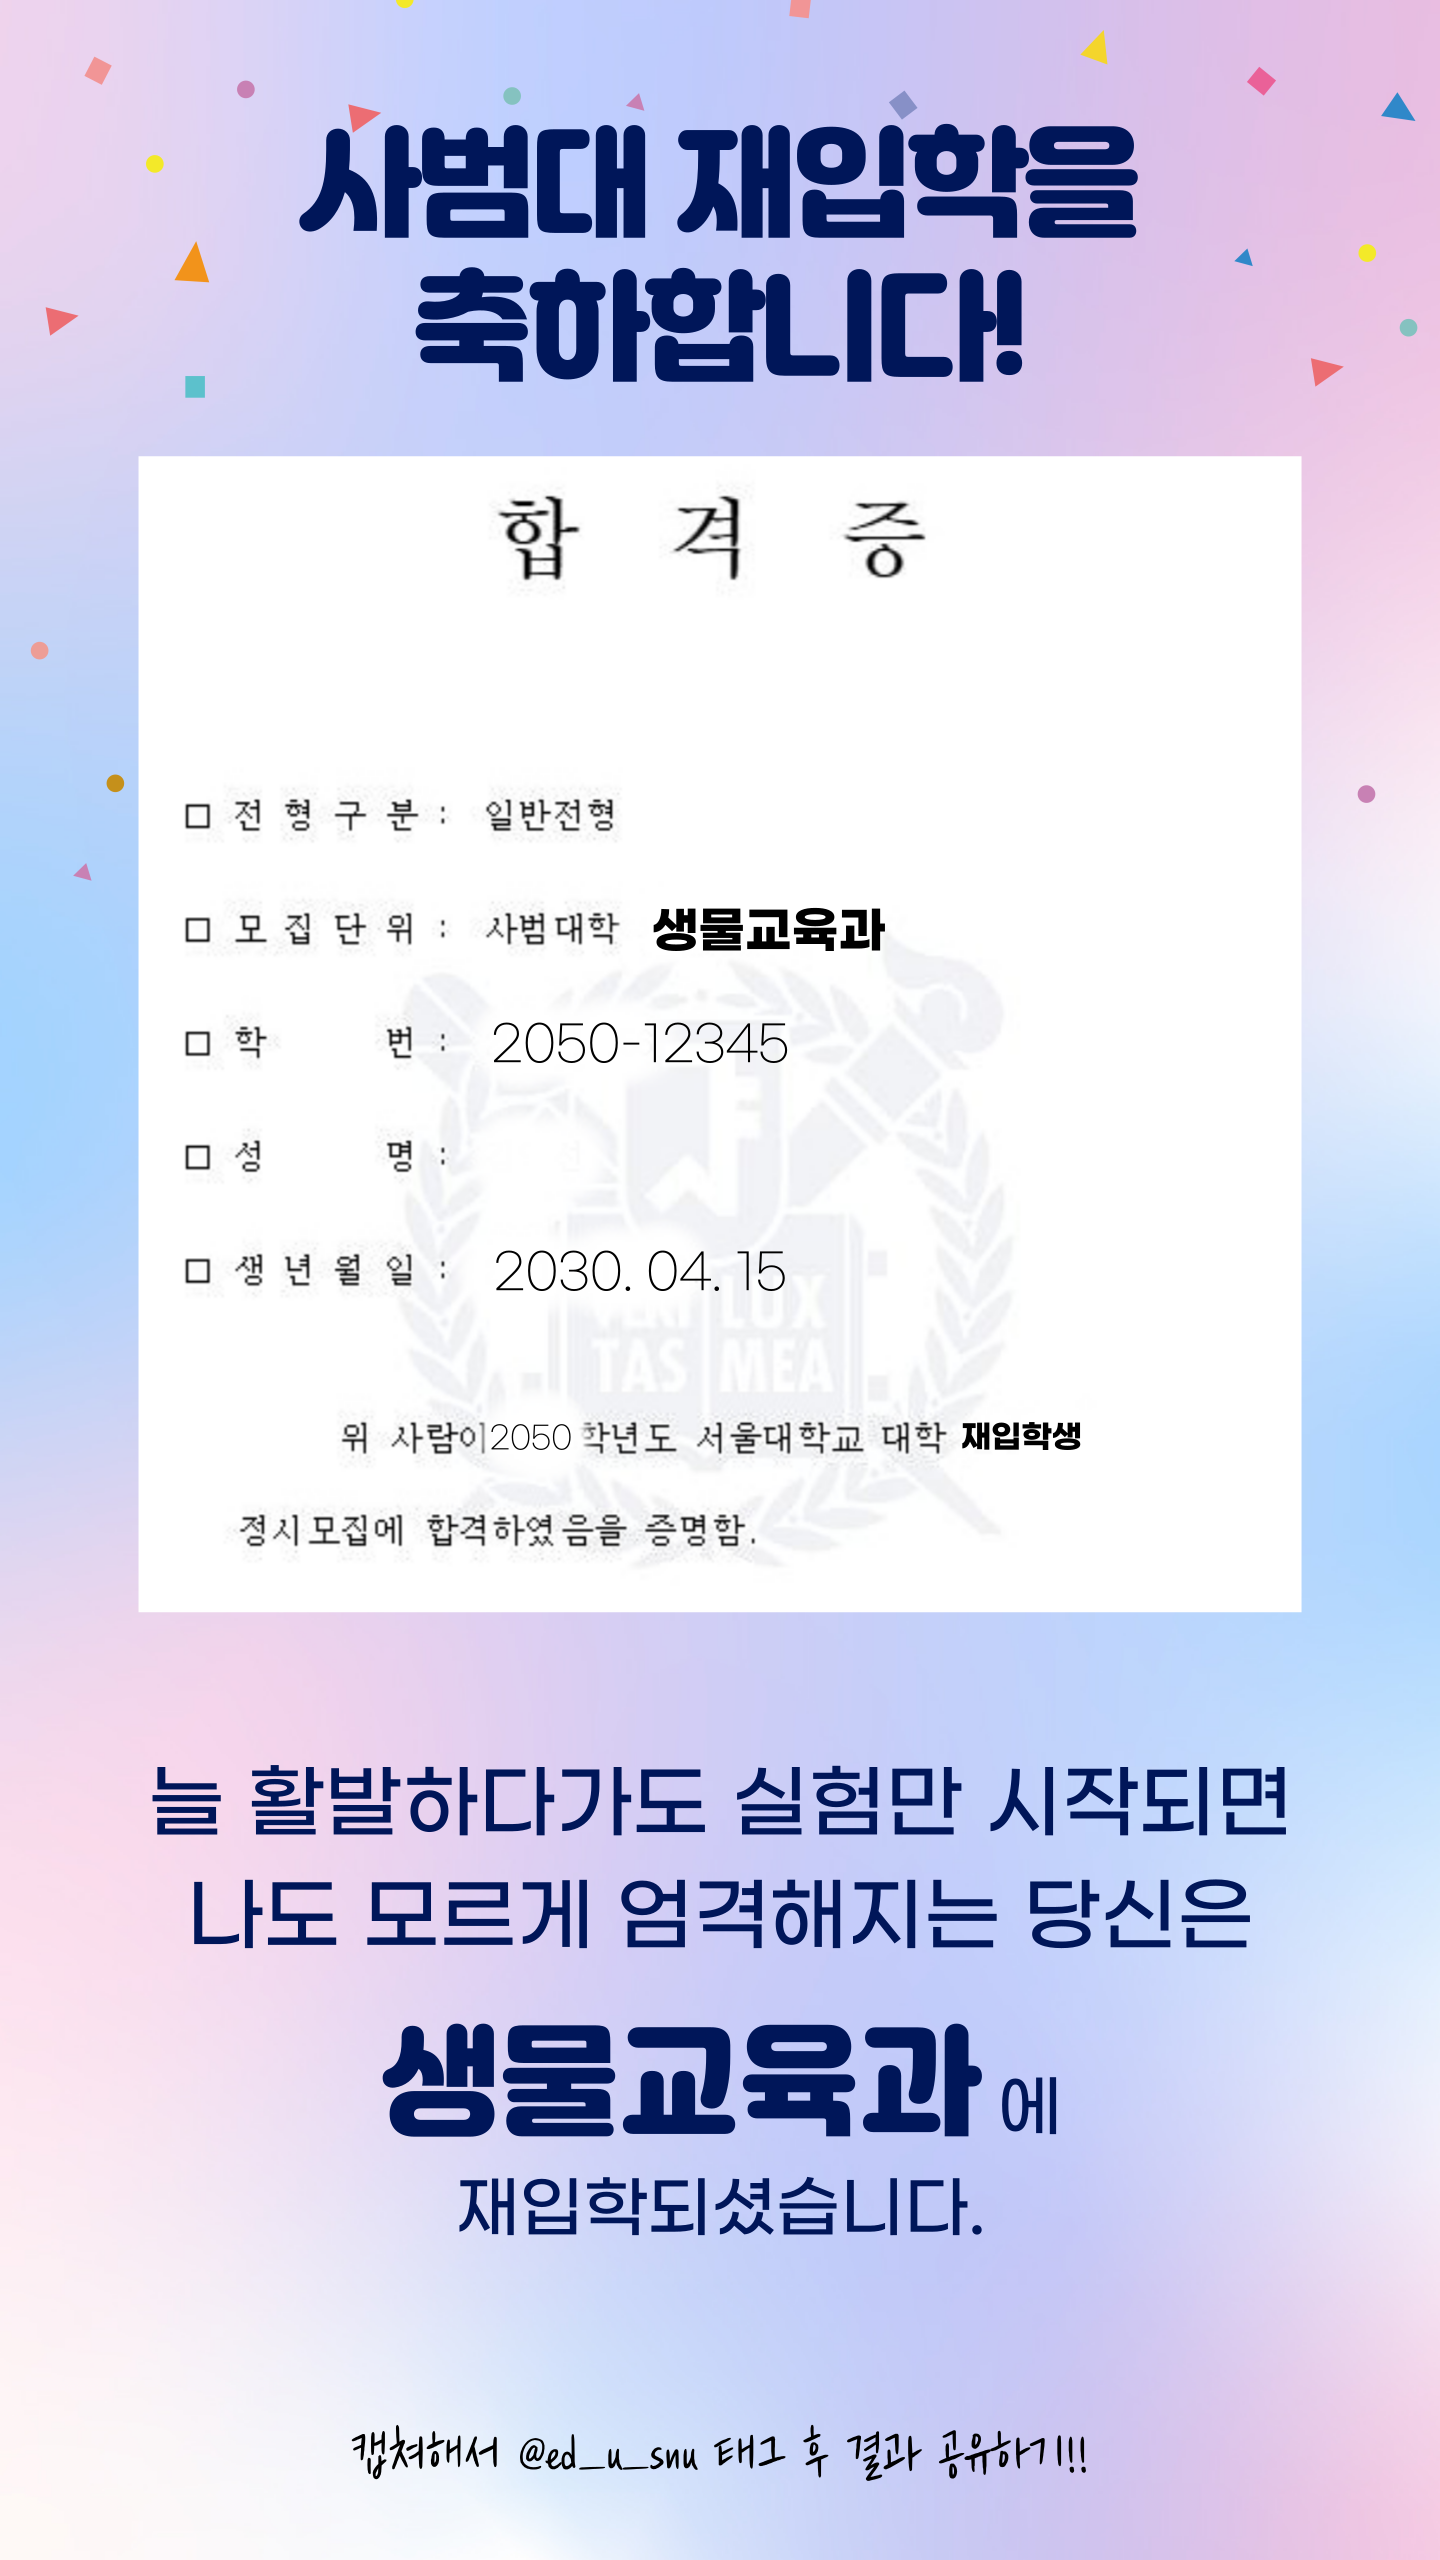 사범대 재입학을
축하합니다!
합 격 증
□ 전 형 구 분 : 일반전형
□ 모 집 단 위 : 사범대학 생물교육과
□ 학 번 : 2050-12345
□ 성 명 :
□ 생 년 월 일 : 2030. 04. 15
VERI LUX
TAS MEA
위 사람이 2050 학년도 서울대학교 대학 재입학생
정시모집에 합격하였음을 증명함.
늘 활발하다가도 실험만 시작되면
나도 모르게 엄격해지는 당신은
생물교육과에
재입학되셨습니다.
캡쳐해서 @ed_u_snu 태그 후 결과 공유하기!!!